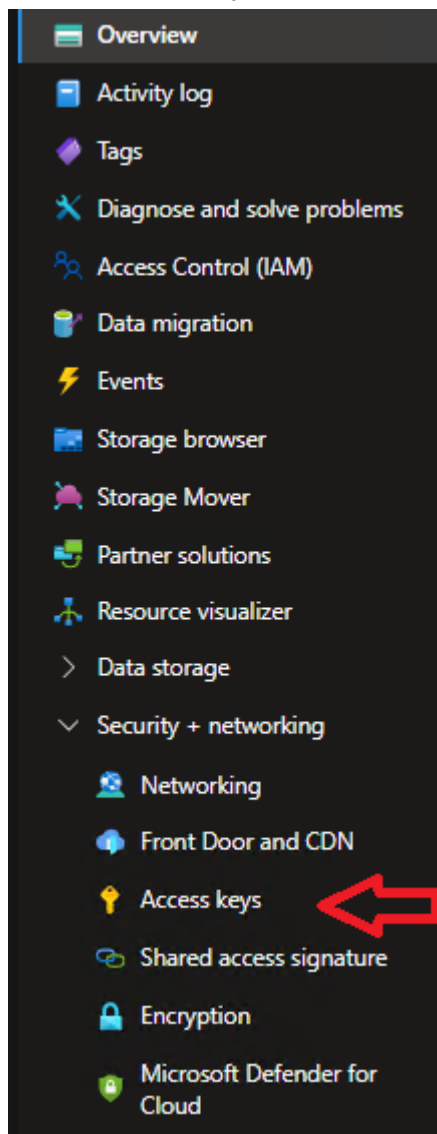 Overview
Activity log
Tags
Diagnose and solve problems
Access Control (IAM)
Data migration
Events
Storage browser
Storage Mover
Partner solutions
Resource visualizer
Data storage
Security + networking
Networking
Front Door and CDN
Access keys
Shared access signature
Encryption
Microsoft Defender for
Cloud